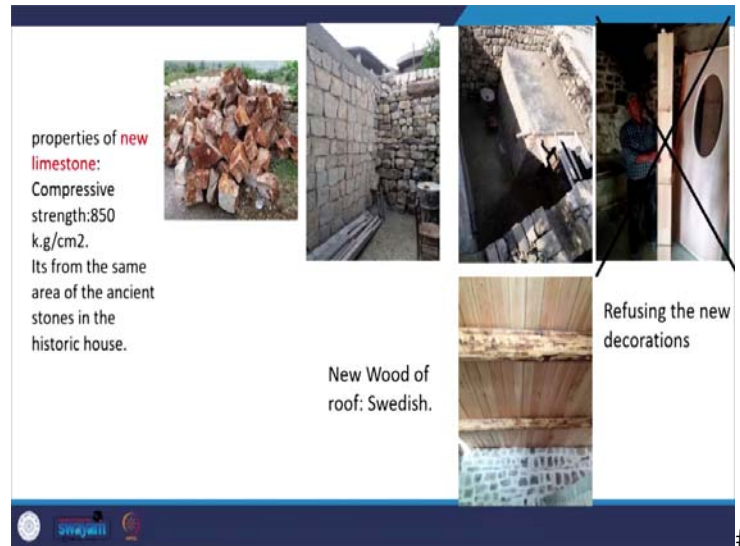 properties of new
limestone:
Compressive
strength:850
k.g/cm2.
Its from the same
area of the ancient
stones in the
historic house.
New Wood of
roof: Swedish.
Refusing the new
decorations
swayam
#